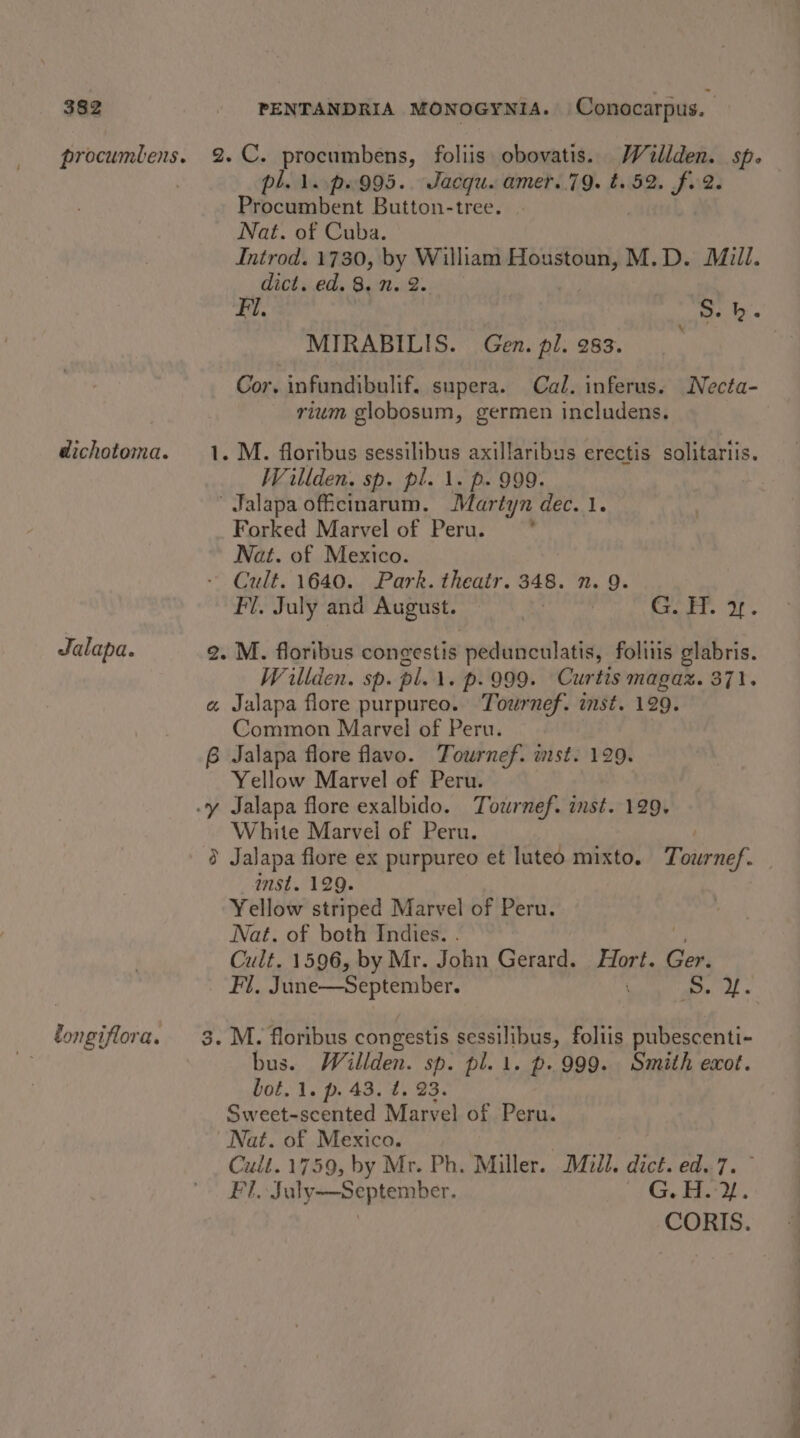 382 PENTANDRIA MONOGYNIA. Conocarpus.
procumbens. 2. C. procumbens, foliis obovatis. Willden. sp.
pl. 1. p. 995. Jacqu. amer. 79. t. 52. f. 2.
Procumbent Button-tree.
Nat. of Cuba.
Introd. 1730, by William Houstoun, M.D. Mill.
dict. ed. 8. n. 2.
Fl. S. ♄.
MIRABILIS. Gen. pl. 283.
Cor. infundibulif. supera. Cal. inferus. Necta-
rium globosum, germen includens.
dichotoma. 1. M. floribus sessilibus axillaribus erectis solitariis.
Willden. sp. pl. 1. p. 999.
Jalapa officinarum. Martyn dec. 1.
Forked Marvel of Peru.
Nat. of Mexico.
Cult. 1640. Park. theatr. 348. n. 9.
Fl. July and August. G. H. ♃.
Jalapa. 2. M. floribus congestis pedunculatis, foliis glabris.
Willden. sp. pl. 1. p. 999. Curtis magaz. 371.
α Jalapa flore purpureo. Tournef. inst. 129.
Common Marvel of Peru.
β Jalapa flore flavo. Tournef. inst. 129.
Yellow Marvel of Peru.
γ Jalapa flore exalbido. Tournef. inst. 129.
White Marvel of Peru.
δ Jalapa flore ex purpureo et luteo mixto. Tournef.
inst. 129.
Yellow striped Marvel of Peru.
Nat. of both Indies.
Cult. 1596, by Mr. John Gerard. Hort. Ger.
Fl. June—September. S. ♃.
longiflora. 3. M. floribus congestis sessilibus, foliis pubescenti-
bus. Willden. sp. pl. 1. p. 999. Smith exot.
bot. 1. p. 43. t. 23.
Sweet-scented Marvel of Peru.
Nat. of Mexico.
Cult. 1759, by Mr. Ph. Miller. Mill. dict. ed. 7.
Fl. July—September. G. H. ♃.
CORIS.